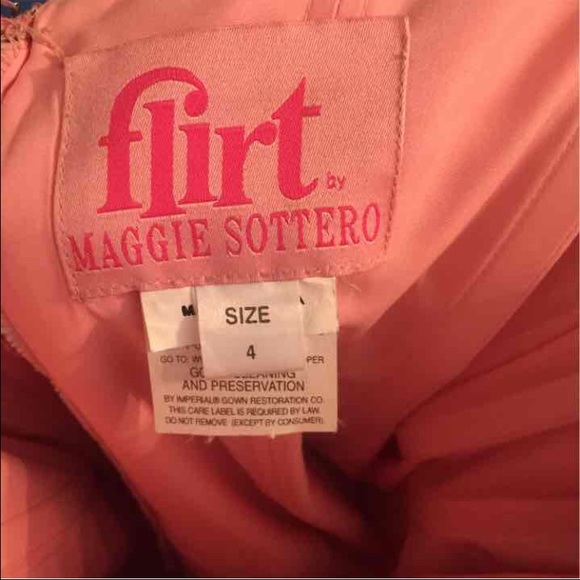 flirt
by
MAGGIE SOTTERO
SIZE
4
GO TO:
PER
AND PRESERVATION
BY IMPERIAL® GOWN RESTORATION CO.
THIS CARE LABEL IS REQUIRED BY LAW.
DO NOT REMOVE (EXCEPT BY CONSUMER)